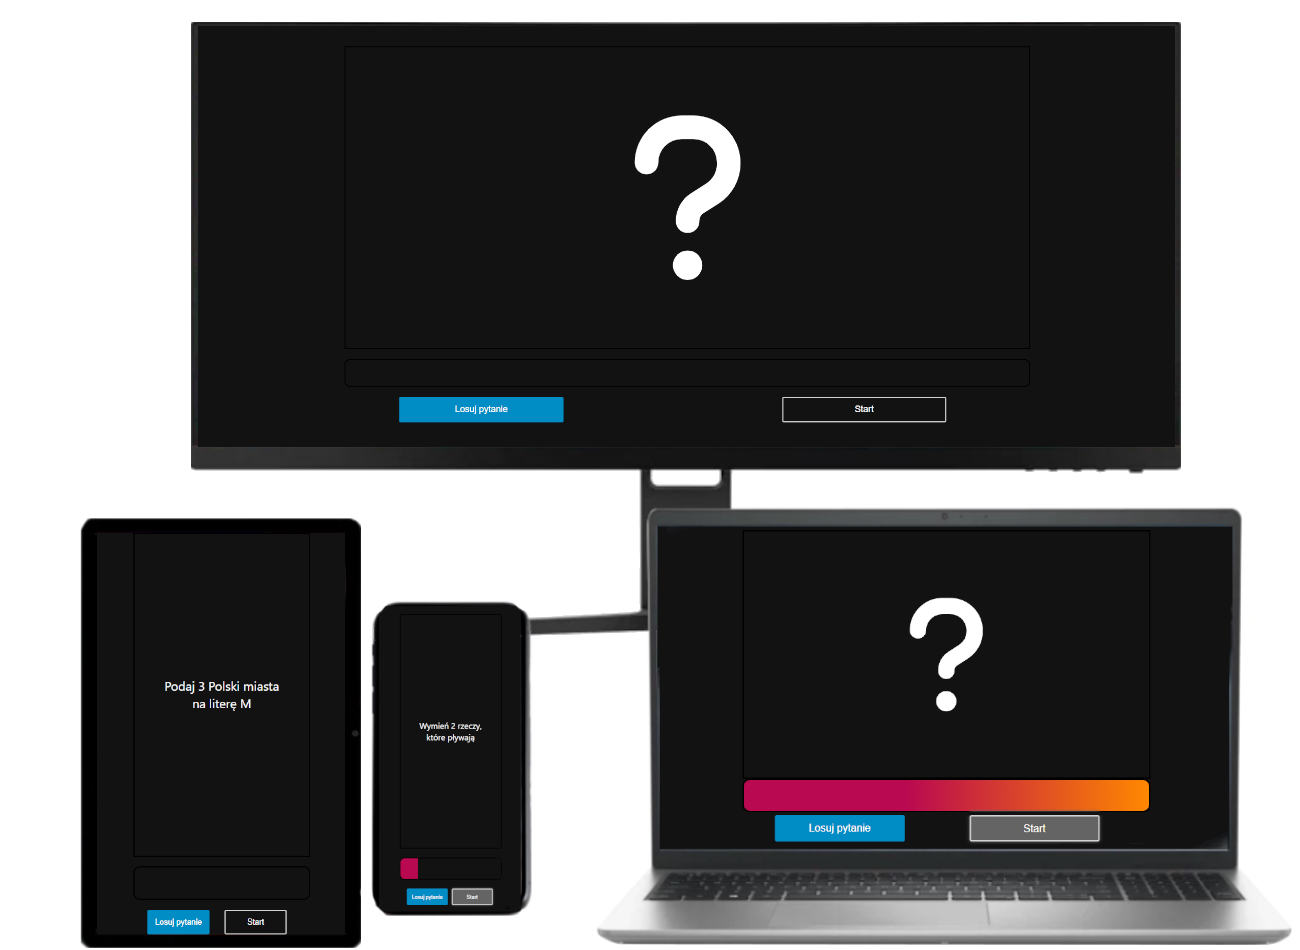 ?
Losuj pytanie
Start
Podaj 3 Polski miasta
na literę M
Losuj pytanie
Start
Wymień 2 rzeczy,
które pływają
Losuj pytanie
Start
?
Losuj pytanie
Start